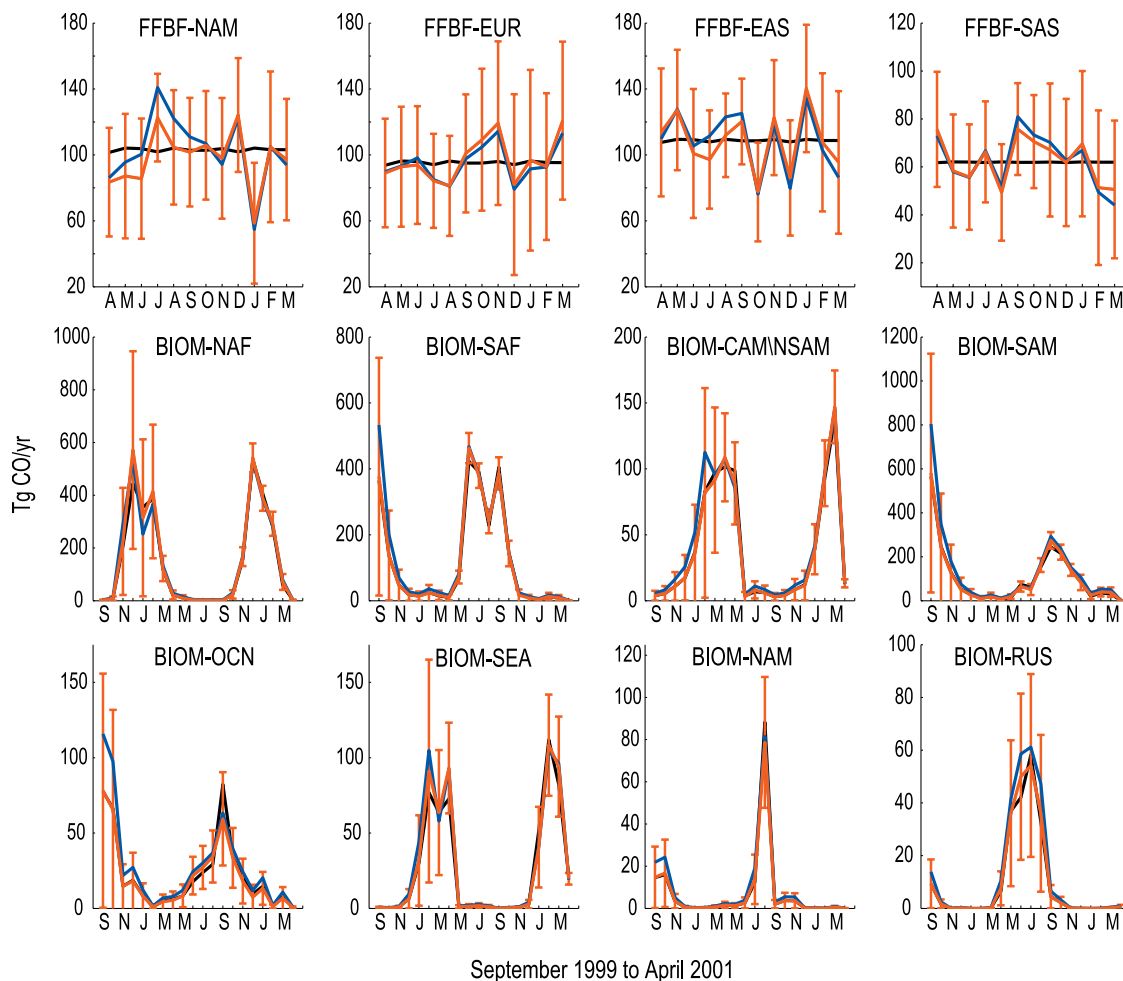 FFBF-NAM
FFBF-EUR
FFBF-EAS
FFBF-SAS
180
140
100
60
20
A M J J A S O N D J F M
180
140
100
60
20
A M J J A S O N D J F M
180
140
100
60
20
A M J J A S O N D J F M
120
100
80
60
40
20
A M J J A S O N D J F M
Tg CO/yr
BIOM-NAF
BIOM-SAF
BIOM-CAM\NSAM
BIOM-SAM
1000
800
600
400
200
0
S N J M M J S N J M
800
600
400
200
0
S N J M M J S N J M
200
150
100
50
0
S N J M M J S N J M
1200
1000
800
600
400
200
0
S N J M M J S N J M
BIOM-OCN
BIOM-SEA
BIOM-NAM
BIOM-RUS
150
100
50
0
S N J M M J S N J M
150
100
50
0
S N J M M J S N J M
120
100
80
60
40
20
0
S N J M M J S N J M
100
80
60
40
20
0
S N J M M J S N J M
September 1999 to April 2001